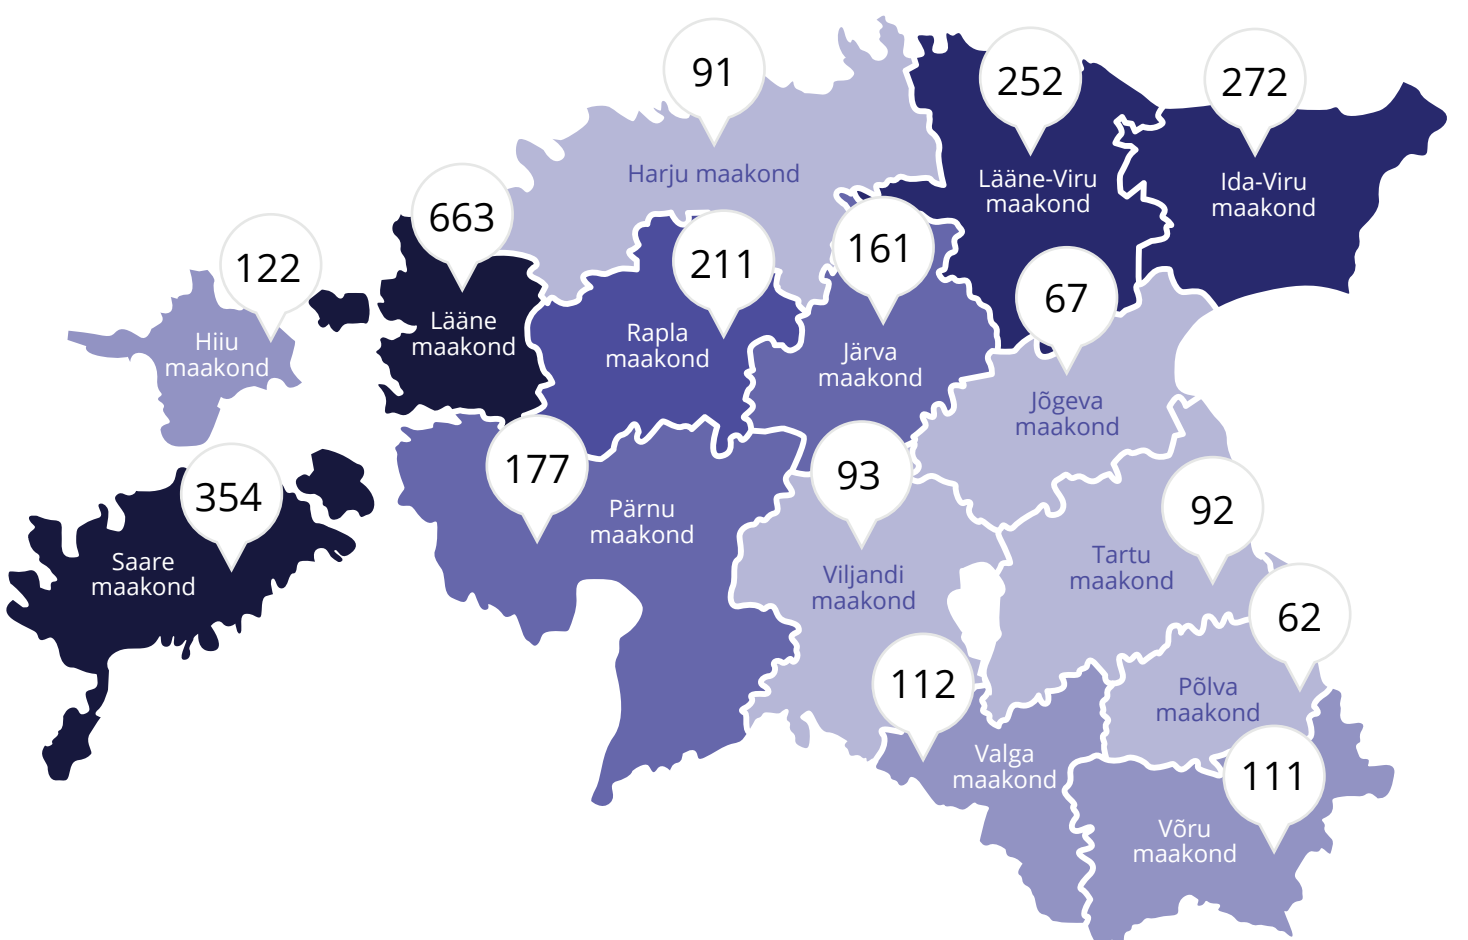 91
Harju maakond
252
Lääne-Viru
maakond
272
Ida-Viru
maakond
663
Lääne
maakond
122
Hiiu
maakond
211
Rapla
maakond
161
Järva
maakond
67
Jõgeva
maakond
354
Saare
maakond
177
Pärnu
maakond
93
Viljandi
maakond
92
Tartu
maakond
62
Põlva
maakond
112
Valga
maakond
111
Võru
maakond